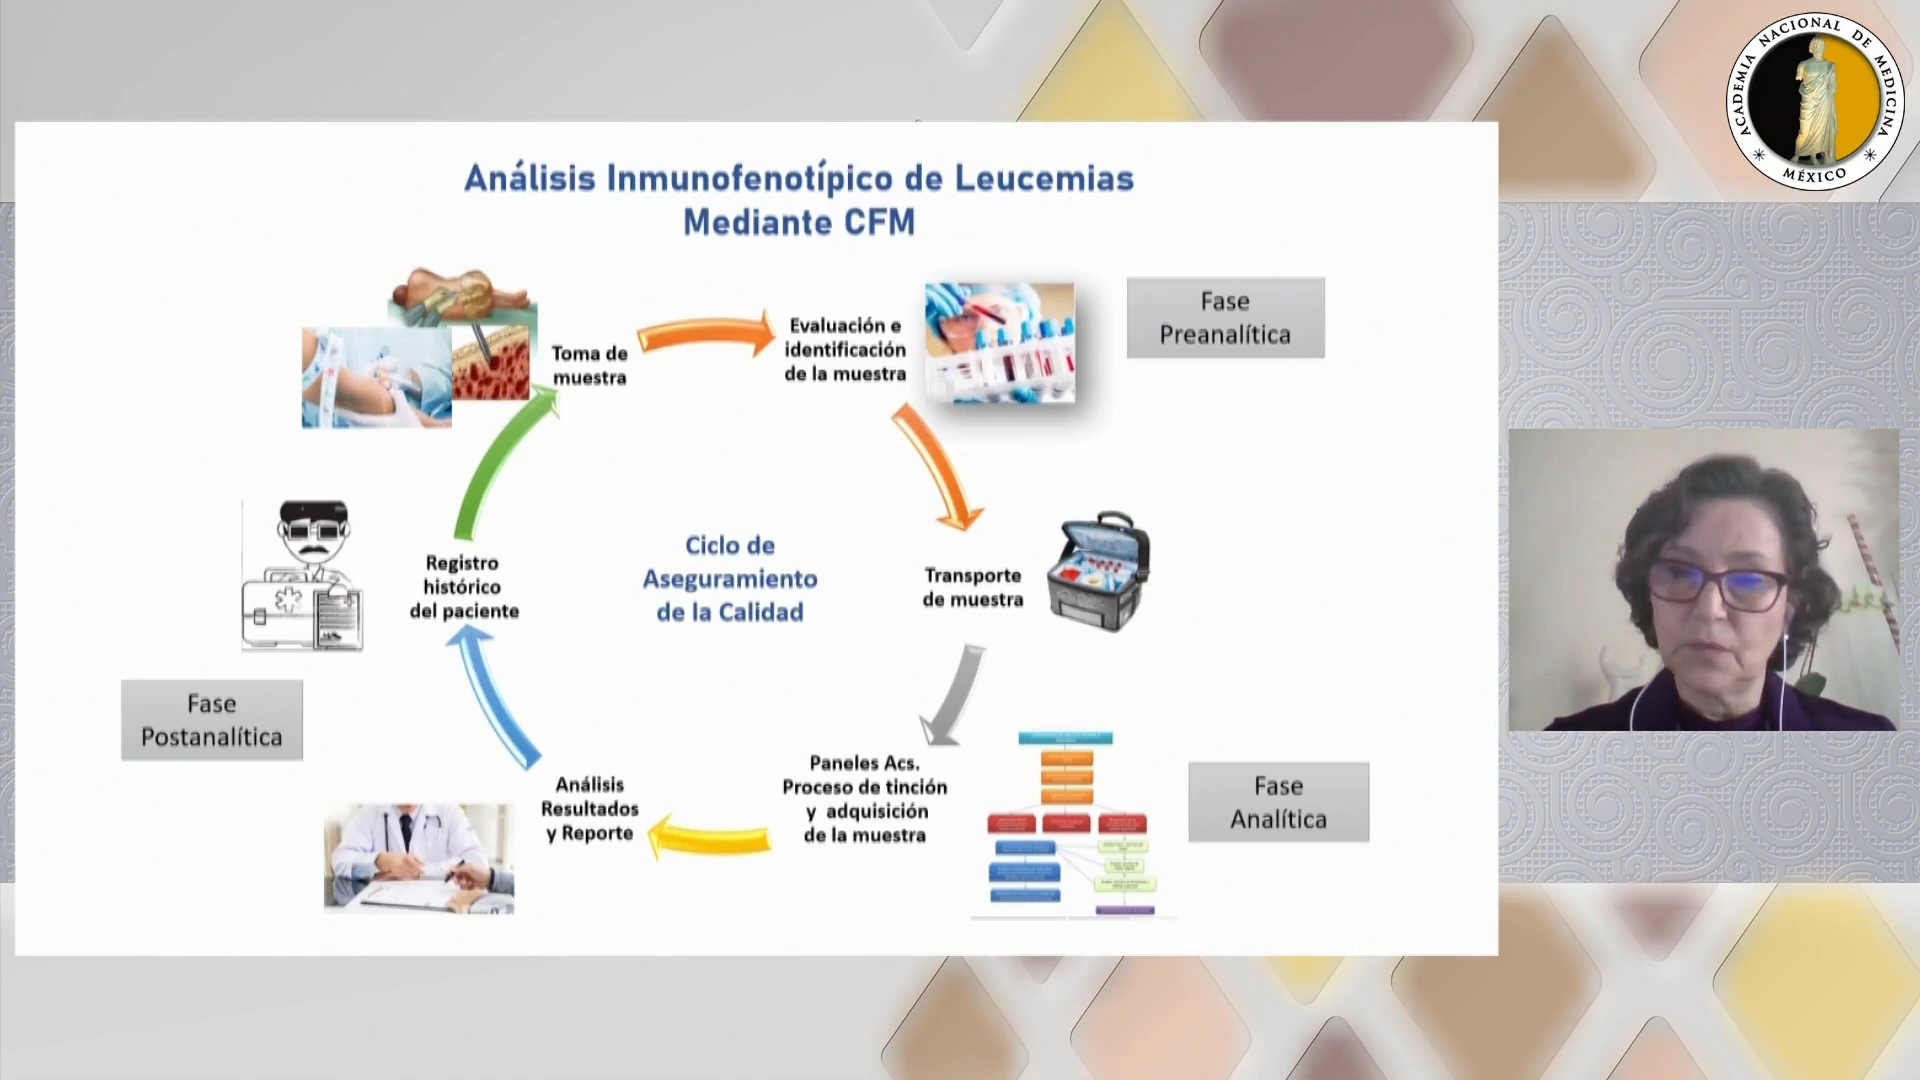 ACADEMIA NACIONAL DE MEDICINA
MÉXICO
Análisis Inmunofenotípico de Leucemias
Mediante CFM
Toma de
muestra
Evaluación e
identificación
de la muestra
Fase
Preanalítica
Transporte
de muestra
Ciclo de
Aseguramiento
de la Calidad
Registro
histórico
del paciente
Fase
Postanalítica
Análisis
Resultados
y Reporte
Paneles Acs.
Proceso de tinción
y adquisición
de la muestra
Fase
Analítica